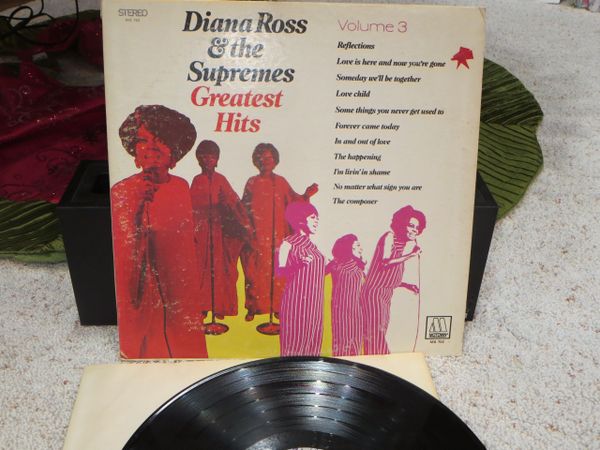 STEREO
Diana Ross
& the
Supremes
Greatest
Hits
Volume 3
Reflections
Love is here and now you're gone
Someday we'll be together
Love child
Some things you never get used to
Forever came today
In and out of love
The happening
I'm livin' in shame
No matter what sign you are
The composer
MOTOWN